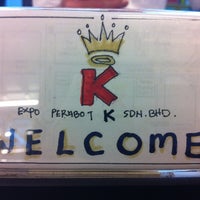 K
EXPO PERABOT K SDN. BHD.
WELCOME